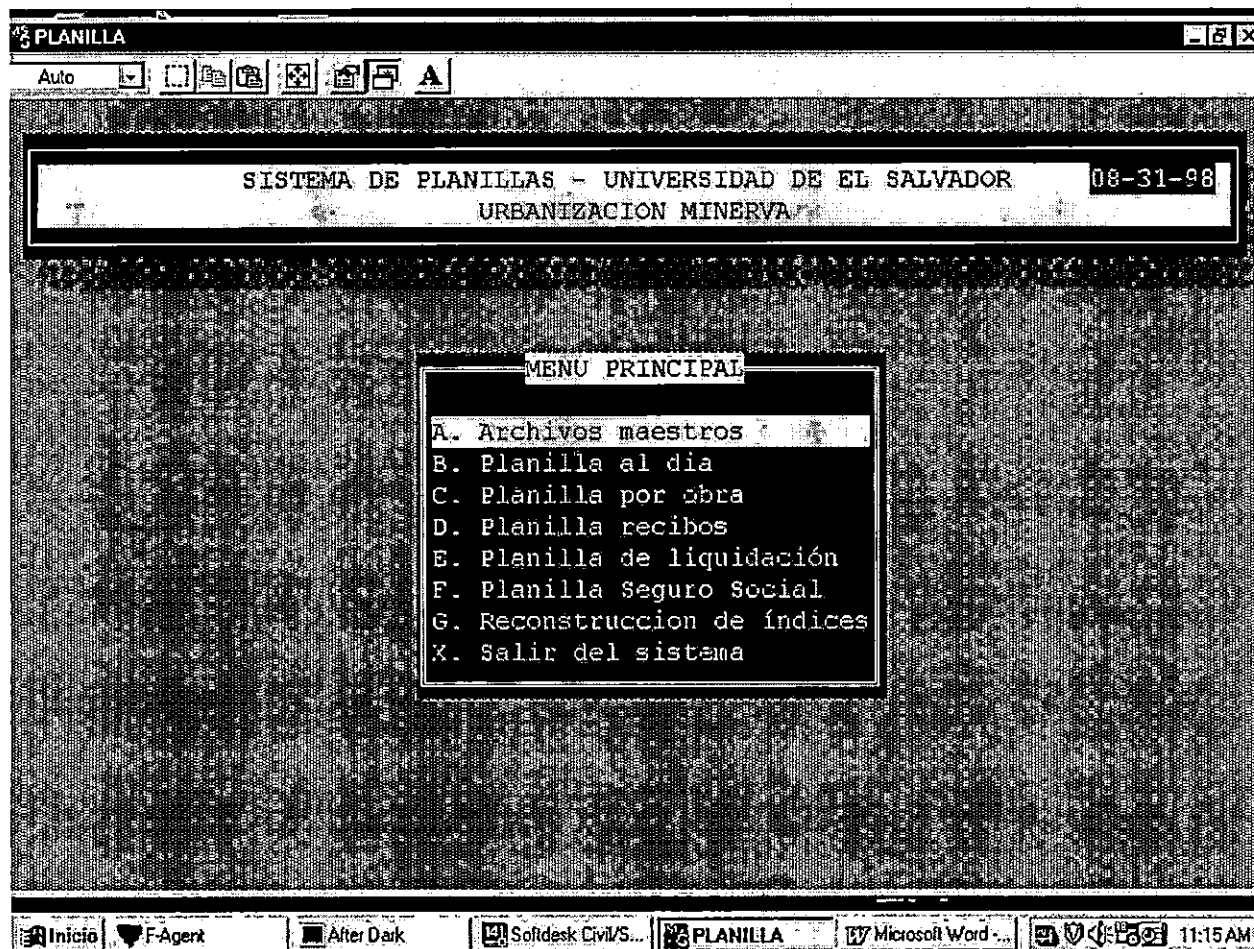 PLANILLA
Auto
A
SISTEMA DE PLANILLAS - UNIVERSIDAD DE EL SALVADOR 08-31-98
URBANIZACION MINERVA
MENU PRINCIPAL
A. Archivos maestros
B. Planilla al dia
C. Planilla por obra
D. Planilla recibos
E. Planilla de liquidación
F. Planilla Seguro Social
G. Reconstruccion de índices
X. Salir del sistema
Inicio F-Agent After Dark Softdesk Civil/S... PLANILLA Microsoft Word -... 11:15 AM